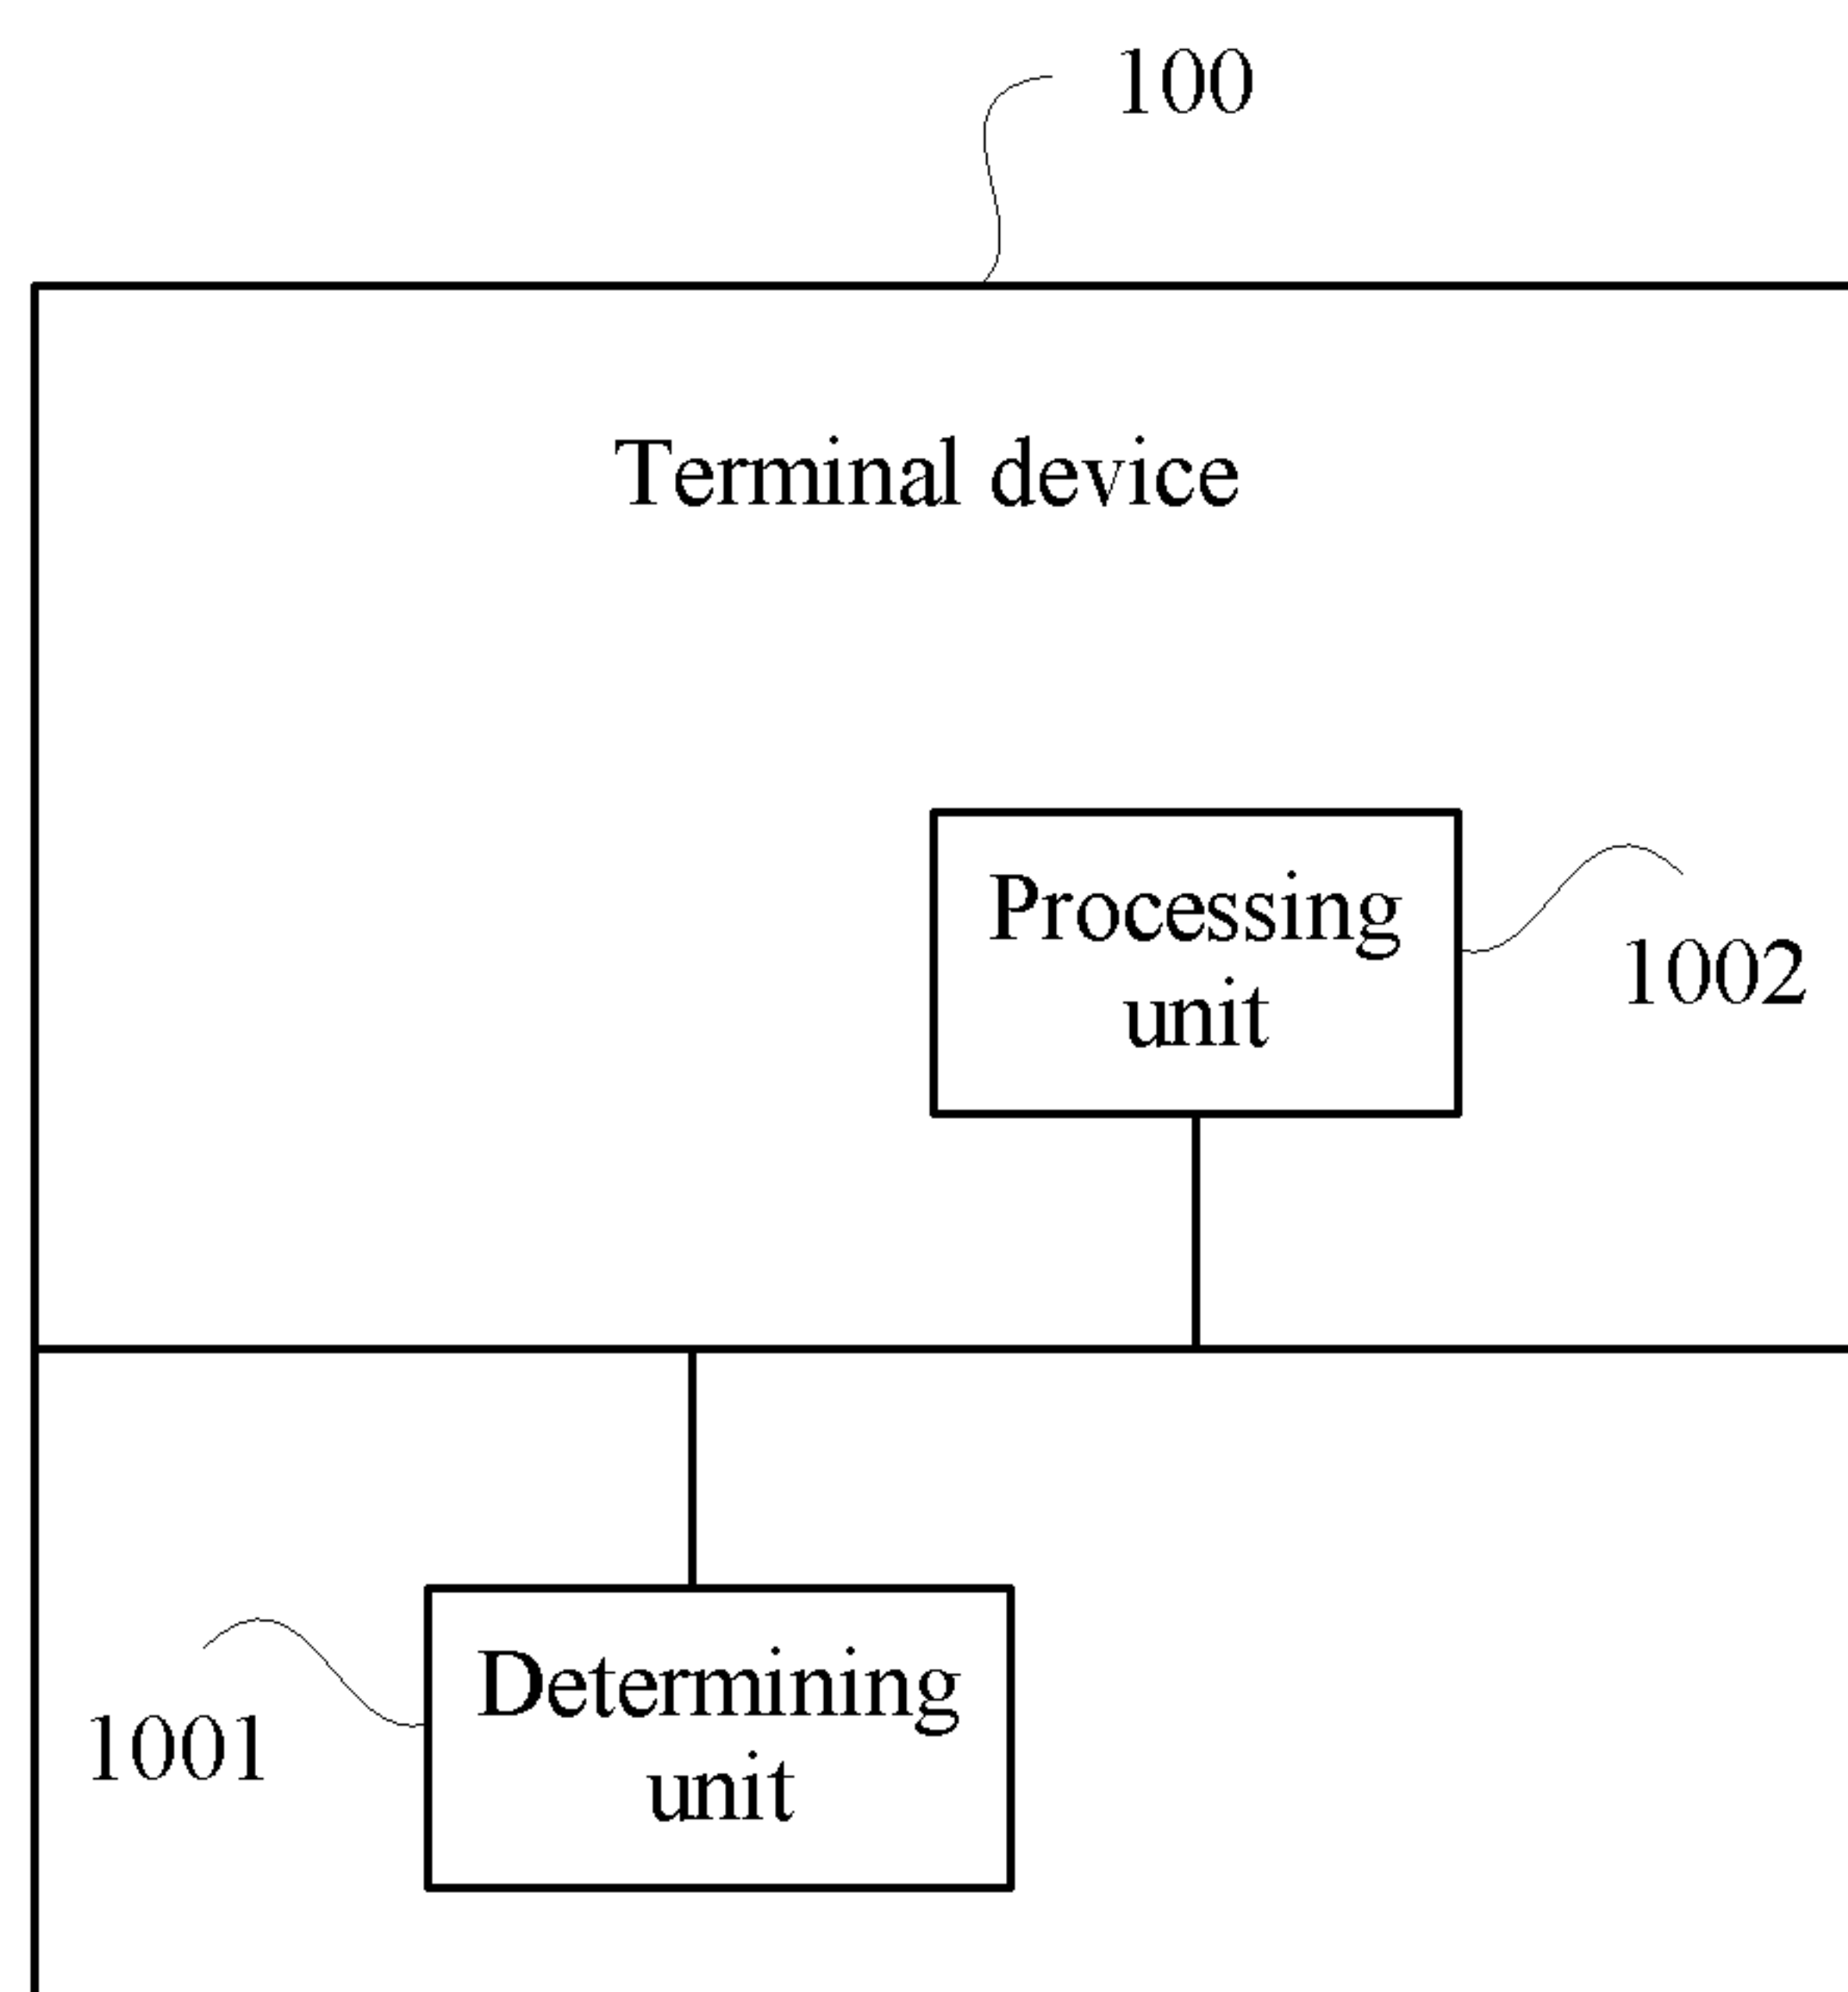 100
Terminal device
Processing
unit
1002
Determining
unit
1001